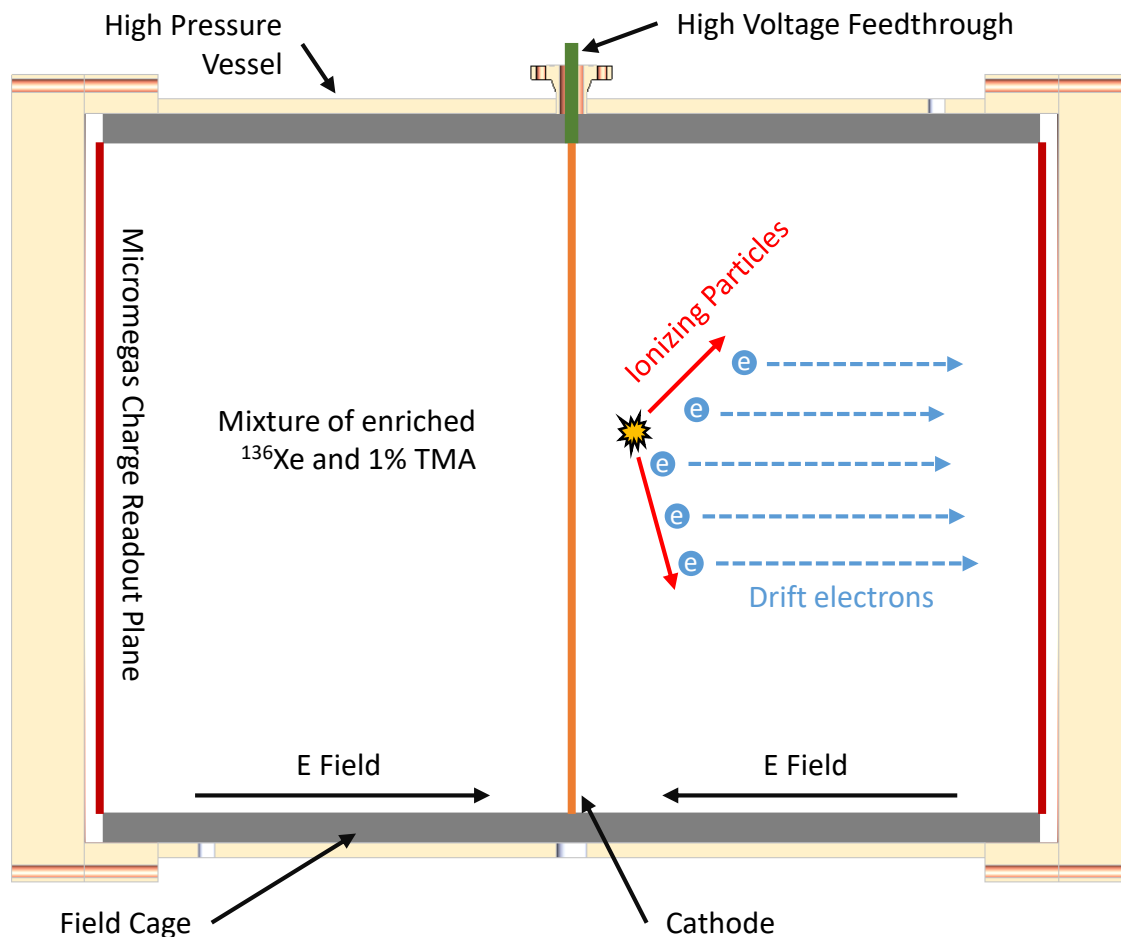 High Pressure
Vessel
High Voltage Feedthrough
Micromegas Charge Readout Plane
Mixture of enriched
¹³⁶Xe and 1% TMA
Ionizing Particles
e
e
e
e
e
Drift electrons
E Field
E Field
Field Cage
Cathode